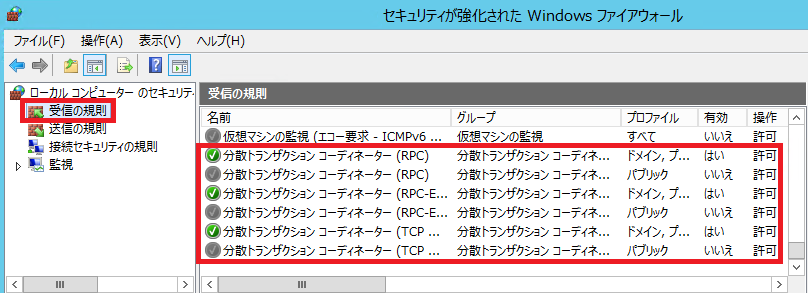 セキュリティが強化された Windows ファイアウォール
ファイル(F) 操作(A) 表示(V) ヘルプ(H)
ローカル コンピューター のセキュリテ
受信の規則
送信の規則
接続セキュリティの規則
監視
受信の規則
名前 グループ プロファイル 有効 操作
仮想マシンの監視 (エコー要求 - ICMPv6 ... 仮想マシンの監視 すべて いいえ 許可
分散トランザクション コーディネーター (RPC) 分散トランザクション コーディネ... ドメイン, プ... はい 許可
分散トランザクション コーディネーター (RPC) 分散トランザクション コーディネ... パブリック いいえ 許可
分散トランザクション コーディネーター (RPC-E... 分散トランザクション コーディネ... ドメイン, プ... はい 許可
分散トランザクション コーディネーター (RPC-E... 分散トランザクション コーディネ... パブリック いいえ 許可
分散トランザクション コーディネーター (TCP ... 分散トランザクション コーディネ... ドメイン, プ... はい 許可
分散トランザクション コーディネーター (TCP ... 分散トランザクション コーディネ... パブリック いいえ 許可